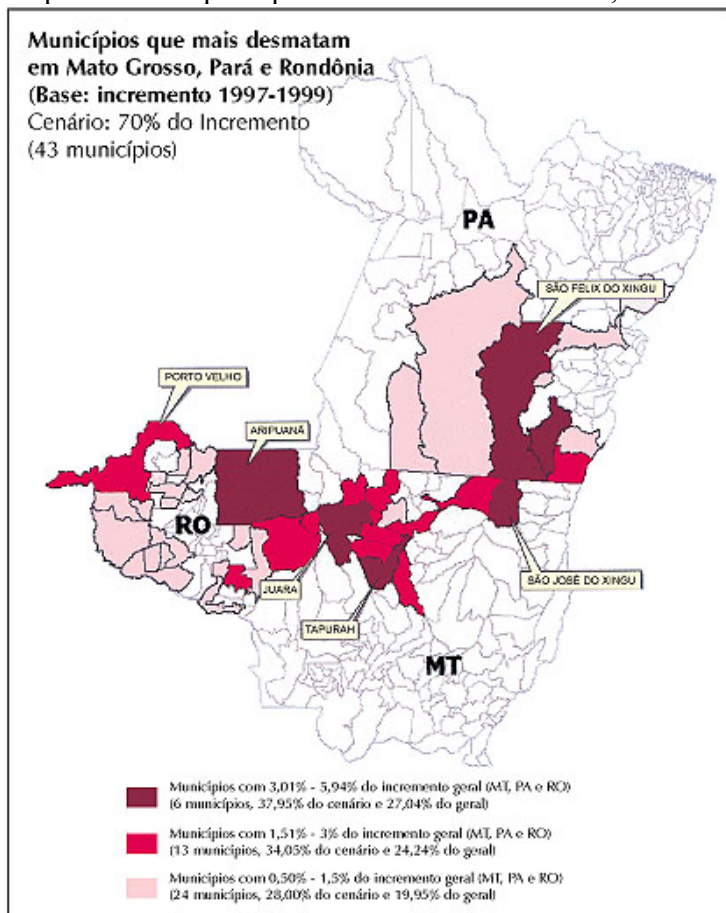 Municípios que mais desmatam
em Mato Grosso, Pará e Rondônia
(Base: incremento 1997-1999)
Cenário: 70% do Incremento
(43 municípios)
PA
SÃO FELIX DO XINGU
PORTO VELHO
ARIPUANÃ
RO
JUARA
SÃO JOSÉ DO XINGU
TAPURAH
MT
Municípios com 3,01% - 5,94% do incremento geral (MT, PA e RO)
(6 municípios, 37,95% do cenário e 27,04% do geral)
Municípios com 1,51% - 3% do incremento geral (MT, PA e RO)
(13 municípios, 34,05% do cenário e 24,24% do geral)
Municípios com 0,50% - 1,5% do incremento geral (MT, PA e RO)
(24 municípios, 28,00% do cenário e 19,95% do geral)